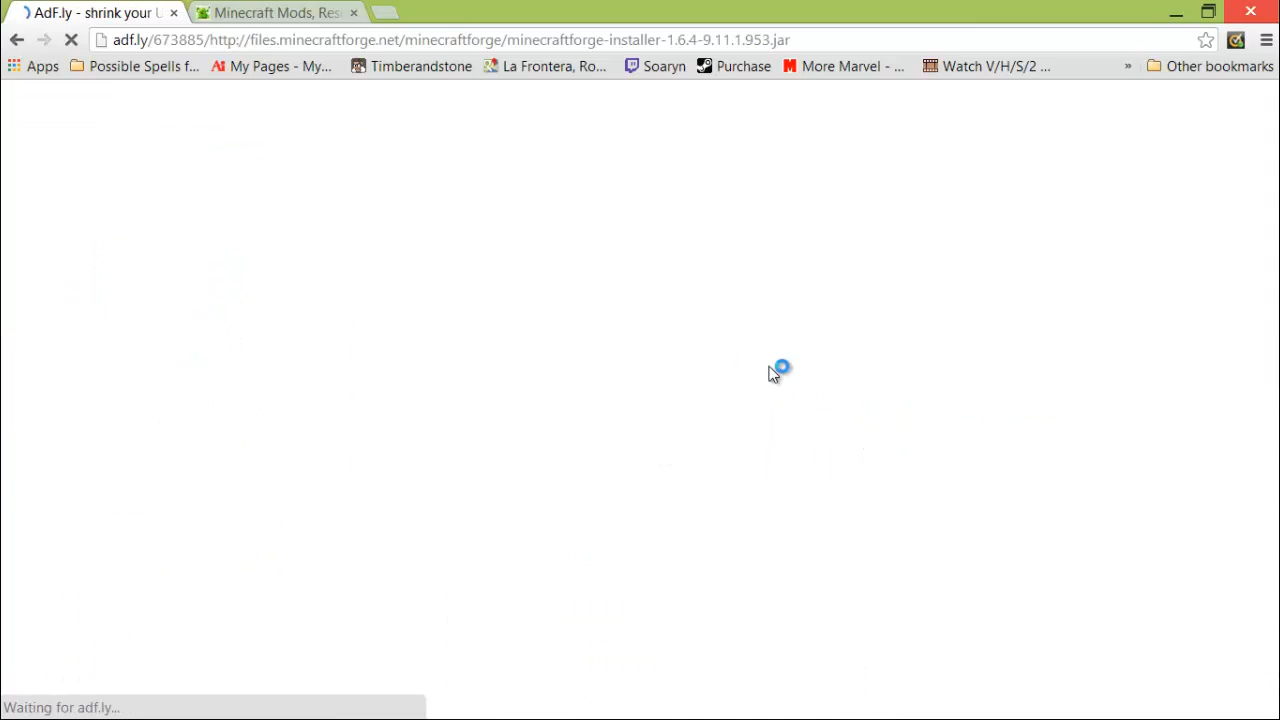 AdF.ly - shrink your U
Minecraft Mods, Res
adf.ly/673885/http://files.minecraftforge.net/minecraftforge/minecraftforge-installer-1.6.4-9.11.1.953.jar
Apps Possible Spells f... My Pages - My... Timberandstone La Frontera, Ro... Soaryn Purchase More Marvel - ... Watch V/H/S/2 ... » Other bookmarks
Waiting for adf.ly...